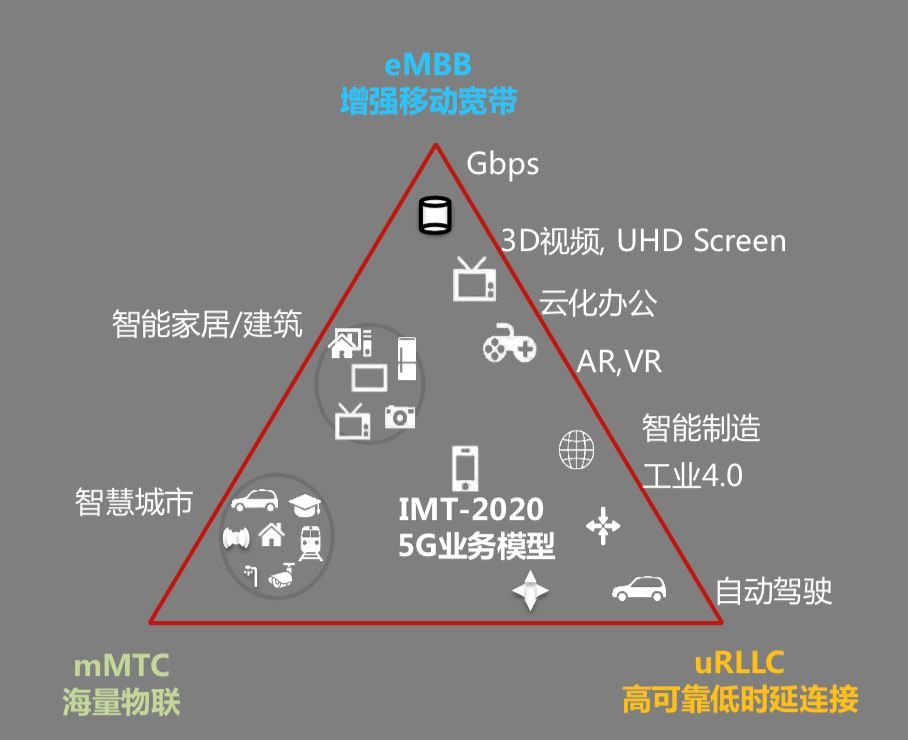 eMBB
增强移动宽带
Gbps
3D视频, UHD Screen
云化办公
智能家居/建筑
AR,VR
智能制造
工业4.0
智慧城市
IMT-2020
5G业务模型
自动驾驶
mMTC
海量物联
uRLLC
高可靠低时延连接